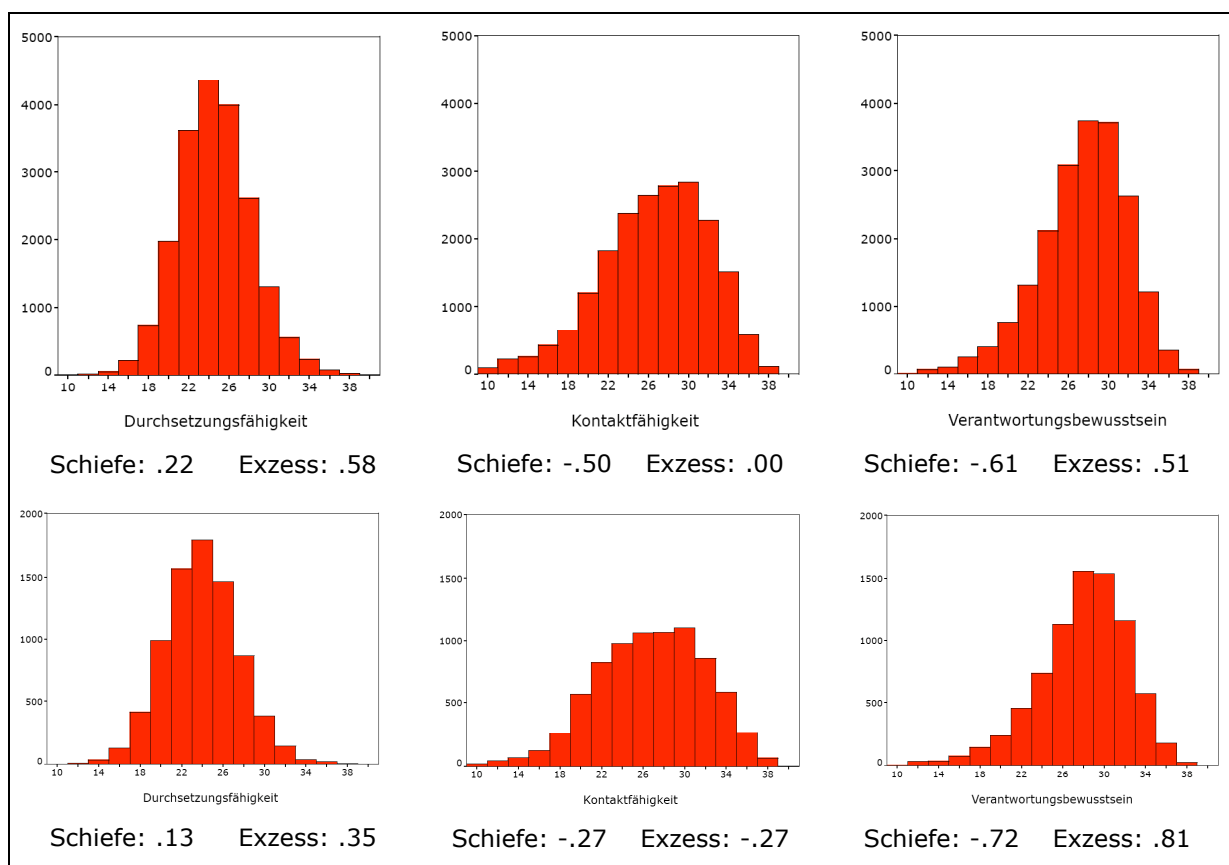 5000
4000
3000
2000
1000
0
10 14 18 22 26 30 34 38
Durchsetzungsfähigkeit
Schiefe: .22 Exzess: .58
5000
4000
3000
2000
1000
0
10 14 18 22 26 30 34
Kontaktfähigkeit
Schiefe: -.50 Exzess: .00
5000
4000
3000
2000
1000
0
10 14 18 22 26 30 34 38
Verantwortungsbewusstsein
Schiefe: -.61 Exzess: .51
2000
1500
1000
500
0
10 14 18 22 26 30 34 38
Durchsetzungsfähigkeit
Schiefe: .13 Exzess: .35
2000
1500
1000
500
0
10 14 18 22 26 30 34 38
Kontaktfähigkeit
Schiefe: -.27 Exzess: -.27
2000
1500
1000
500
0
10 14 18 22 26 30 34 38
Verantwortungsbewusstsein
Schiefe: -.72 Exzess: .81